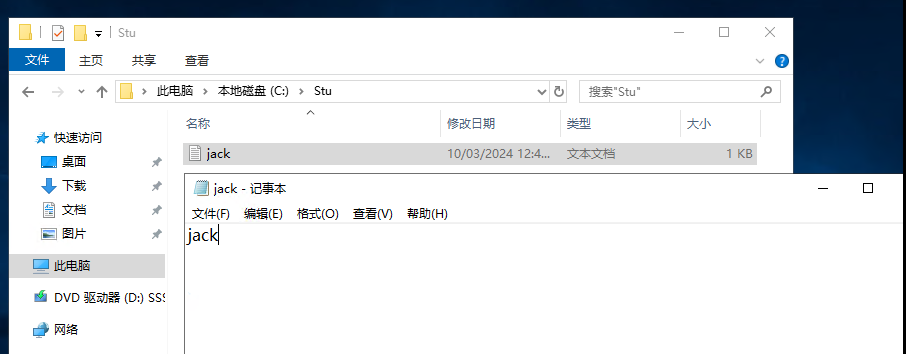 Stu
文件 主页 共享 查看
此电脑 本地磁盘 (C:) Stu 搜索"Stu"
名称 修改日期 类型 大小
快速访问
jack 10/03/2024 12:4... 文本文档 1 KB
桌面
下载
文档
图片
此电脑
DVD 驱动器 (D:) SSS
网络
jack - 记事本
文件(F) 编辑(E) 格式(O) 查看(V) 帮助(H)
jack